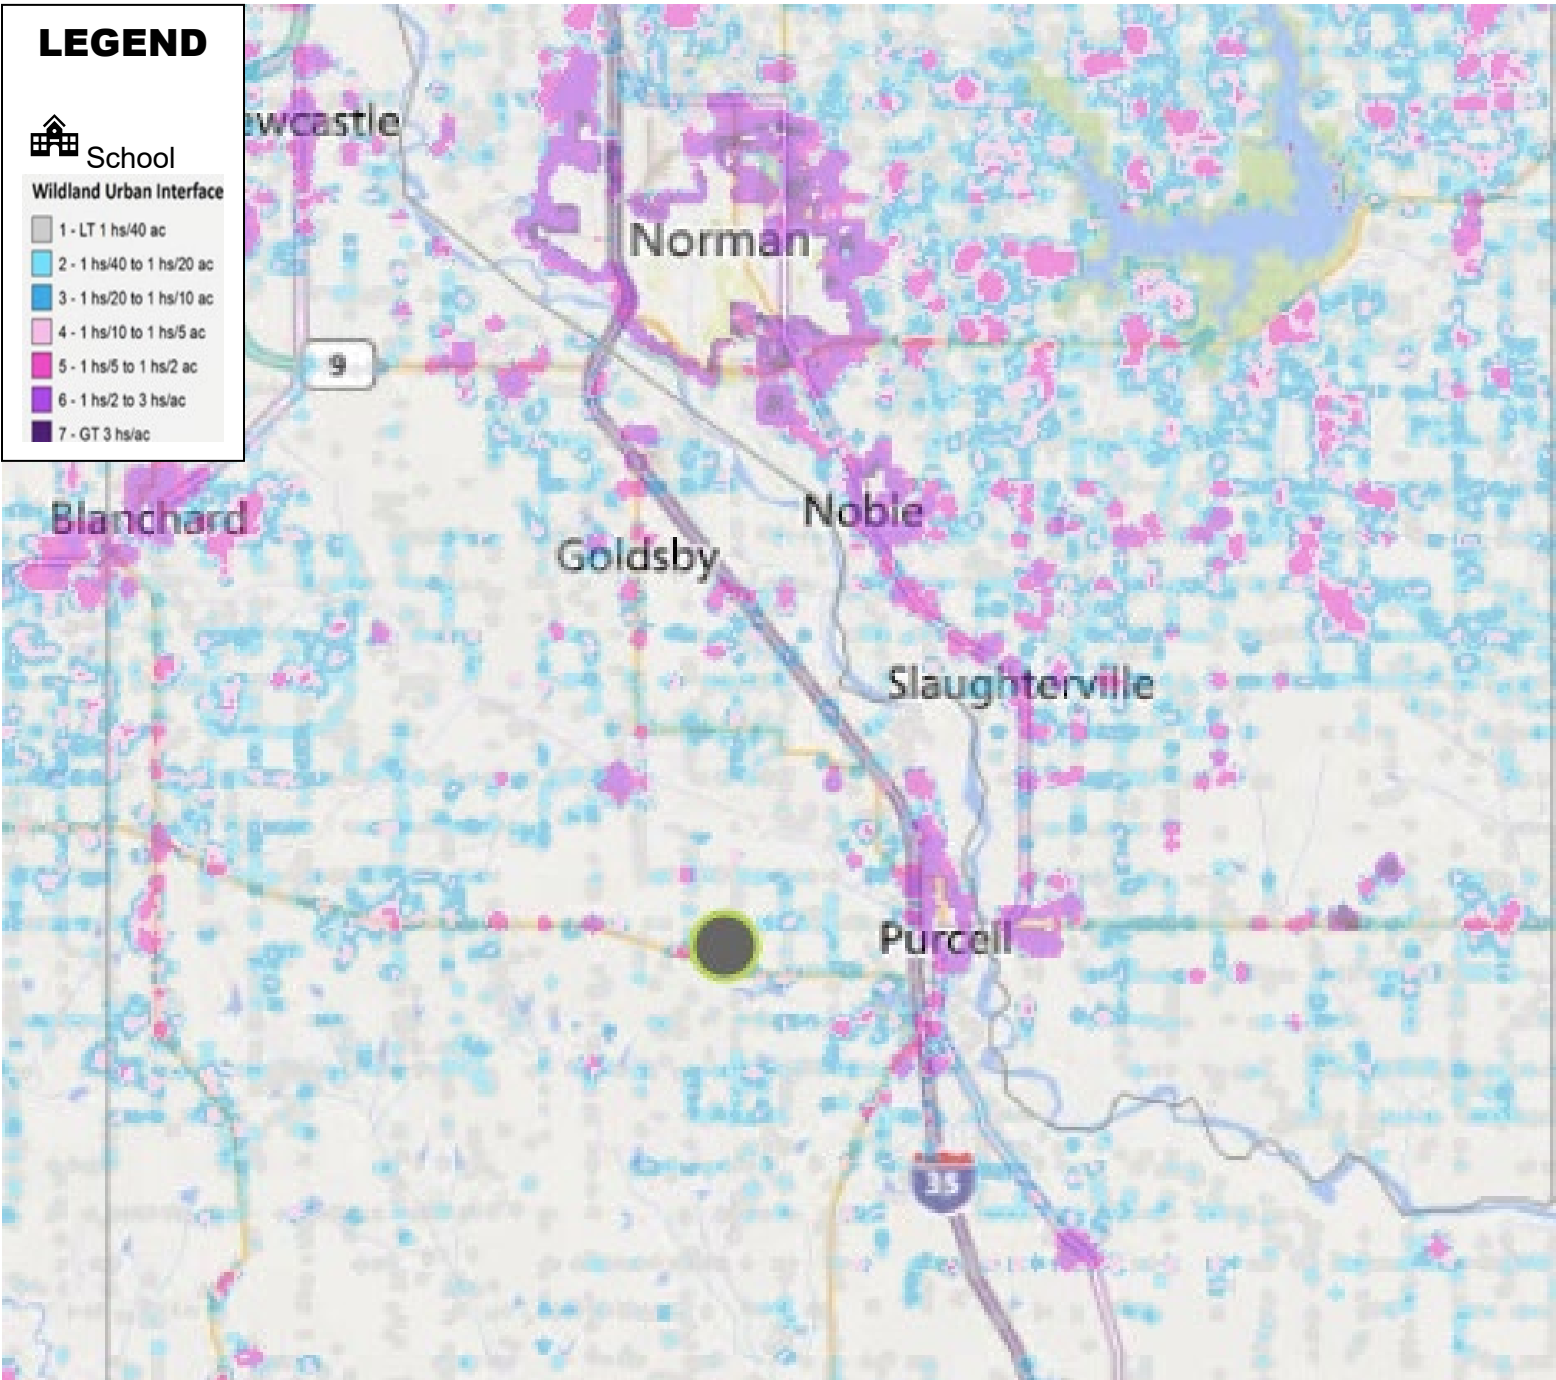 LEGEND
School
Wildland Urban Interface
1 - LT 1 hs/40 ac
2 - 1 hs/40 to 1 hs/20 ac
3 - 1 hs/20 to 1 hs/10 ac
4 - 1 hs/10 to 1 hs/5 ac
5 - 1 hs/5 to 1 hs/2 ac
6 - 1 hs/2 to 3 hs/ac
7 - GT 3 hs/ac
ewcastle
Norman
9
Blanchard
Noble
Goldsby
Slaughterville
Purcell
35